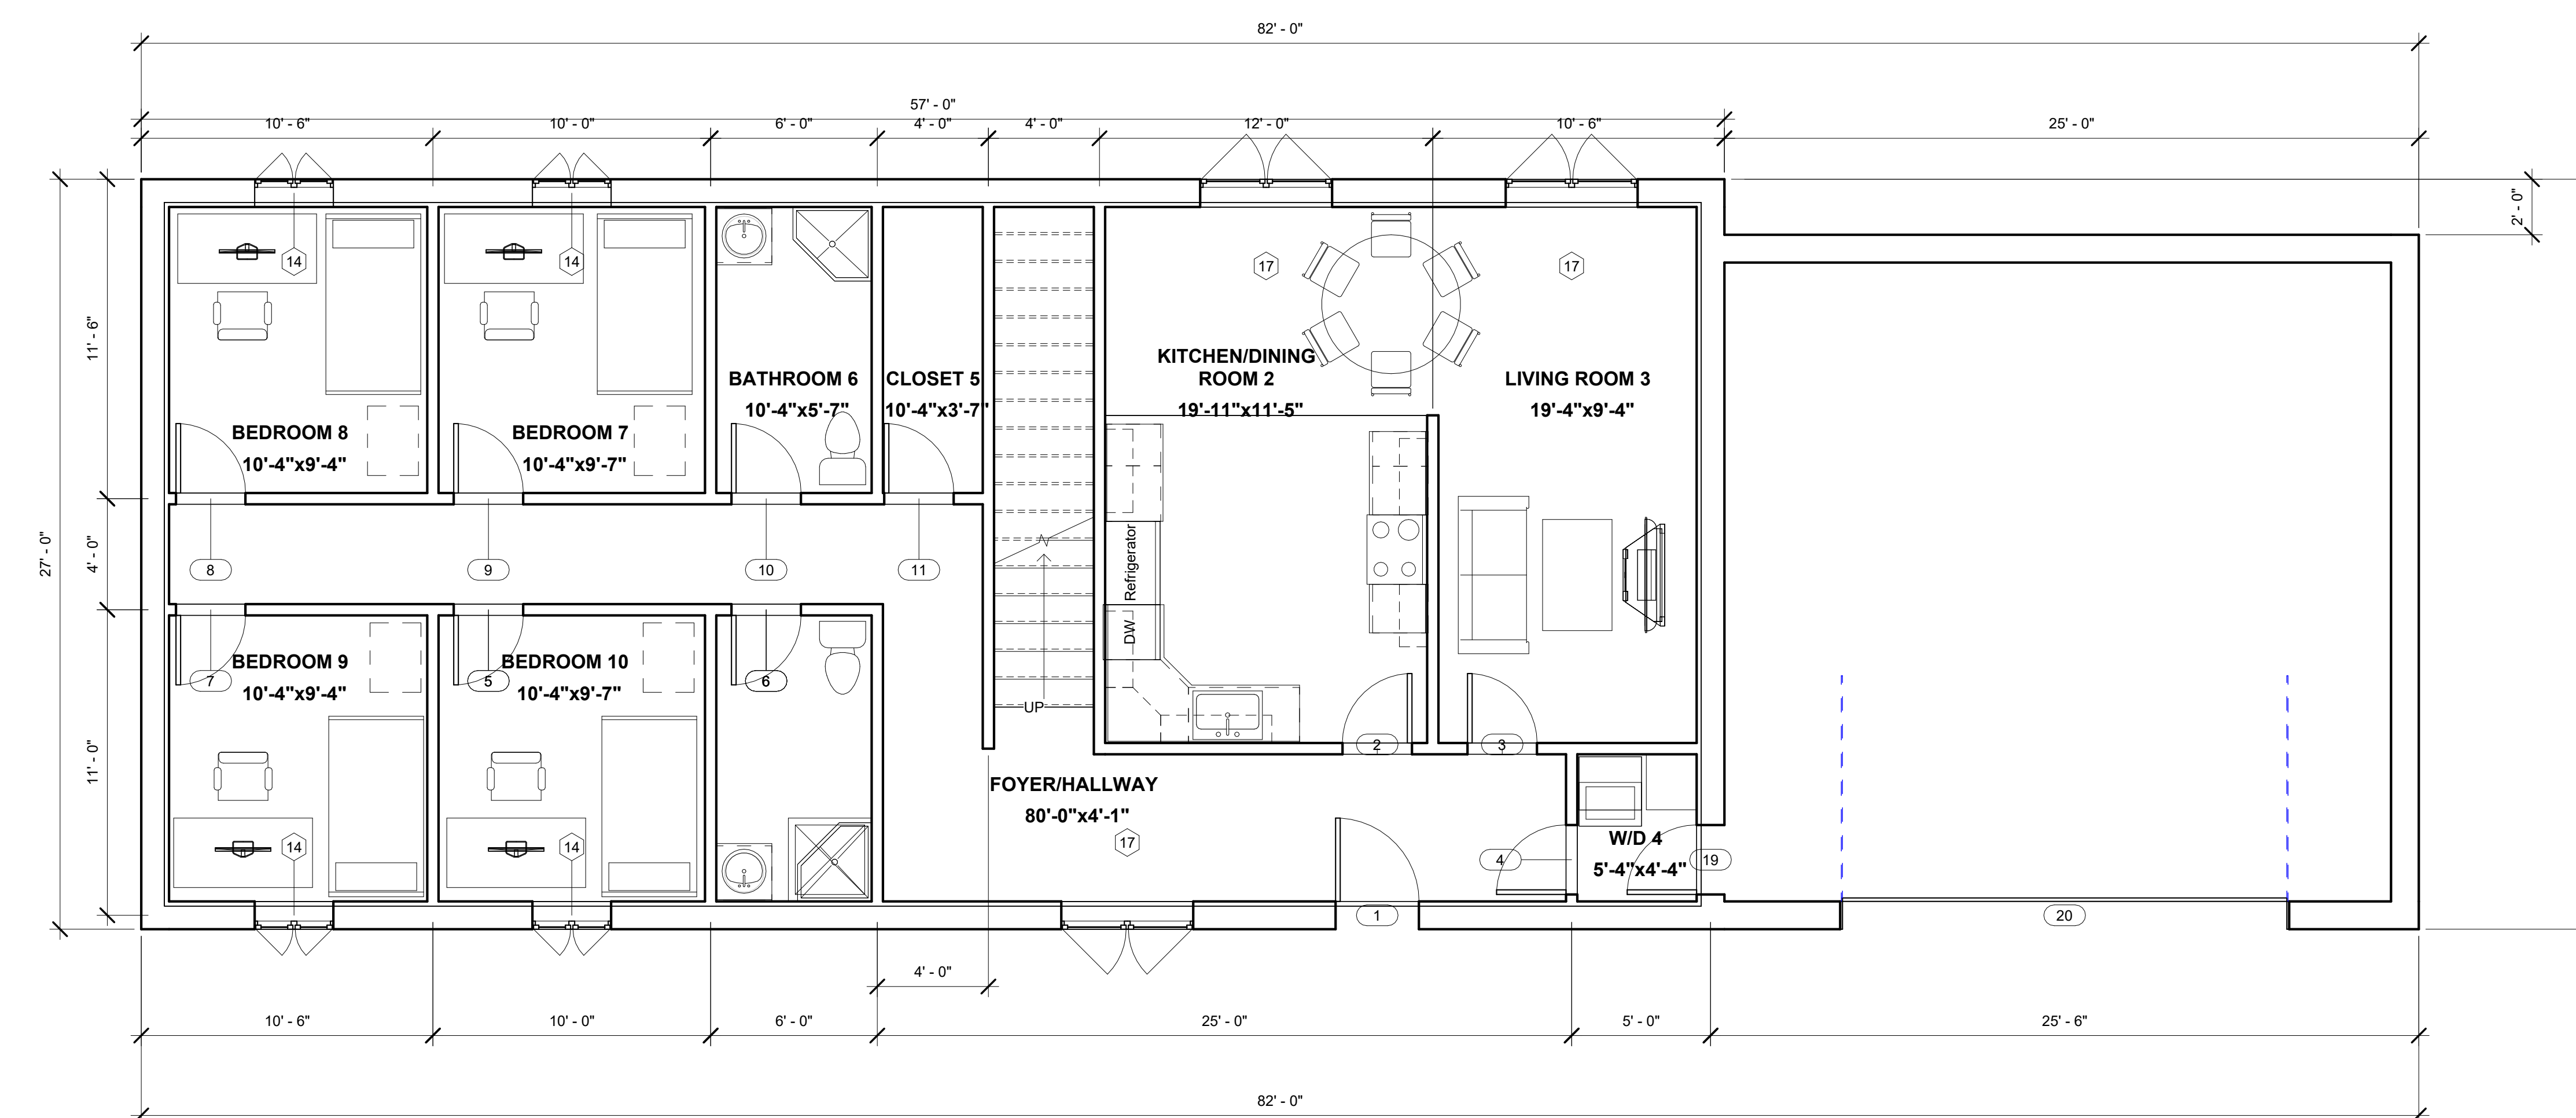 82' - 0"
57' - 0"
10' - 6"
10' - 0"
6' - 0"
4' - 0"
4' - 0"
12' - 0"
10' - 6"
25' - 0"
2' - 0"
14
14
17
17
11' - 6"
KITCHEN/DINING
ROOM 2
19'-11"x11'-5"
BATHROOM 6
10'-4"x5'-7"
CLOSET 5
10'-4"x3'-7"
LIVING ROOM 3
19'-4"x9'-4"
BEDROOM 8
10'-4"x9'-4"
BEDROOM 7
10'-4"x9'-7"
27' - 0"
4' - 0"
8
9
10
11
Refrigerator
DW
BEDROOM 9
10'-4"x9'-4"
BEDROOM 10
10'-4"x9'-7"
7
5
6
UP
2
3
11' - 0"
FOYER/HALLWAY
80'-0"x4'-1"
14
14
17
W/D 4
5'-4"x4'-4"
4
19
1
20
4' - 0"
10' - 6"
10' - 0"
6' - 0"
25' - 0"
5' - 0"
25' - 6"
82' - 0"